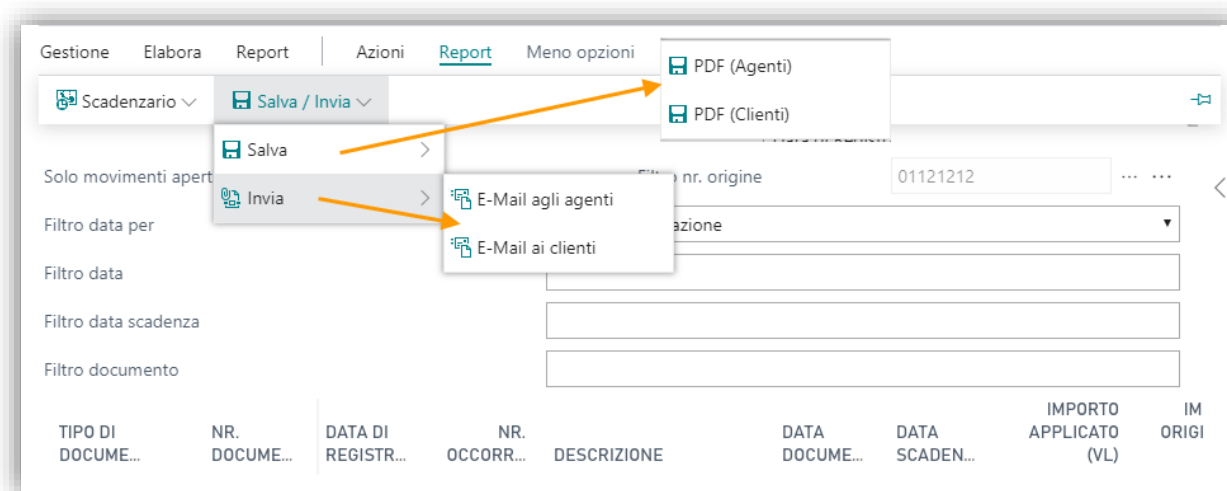 Gestione Elabora Report Azioni Report Meno opzioni
PDF (Agenti)
Scadenzario Salva / Invia
PDF (Clienti)
Salva
Solo movimenti apert
nr. origine 01121212
Invia
E-Mail agli agenti
Filtro data per
azione
E-Mail ai clienti
Filtro data
Filtro data scadenza
Filtro documento
TIPO DI DOCUME... NR. DOCUME... DATA DI REGISTR... NR. OCCORR... DESCRIZIONE DATA DOCUME... DATA SCADEN... IMPORTO APPLICATO (VL) IM ORIGI